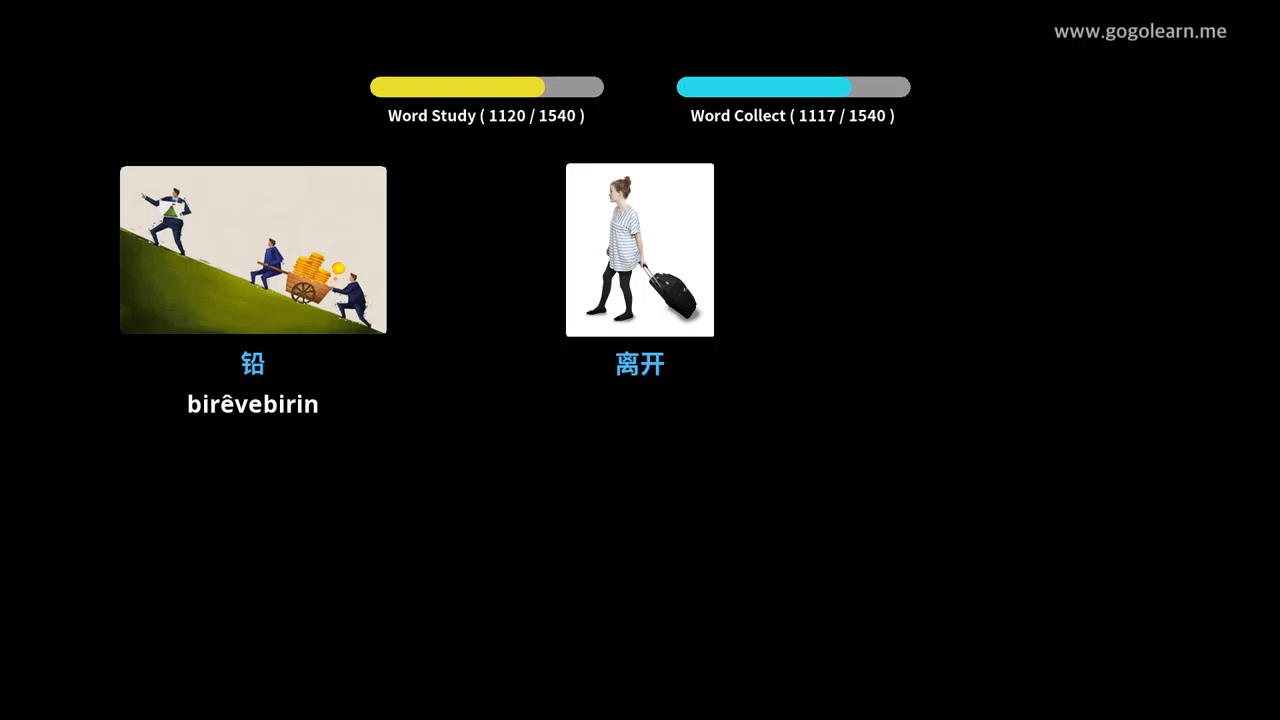 www.gogolearn.me
Word Study ( 1120 / 1540 )
Word Collect ( 1117 / 1540 )
铅
离开
birêvebirin